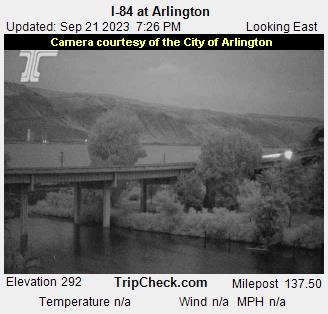 I-84 at Arlington
Updated: Sep 21 2023 7:26 PM Looking East
Camera courtesy of the City of Arlington
Elevation 292 TripCheck.com Milepost 137.50
Temperature n/a Wind n/a MPH n/a